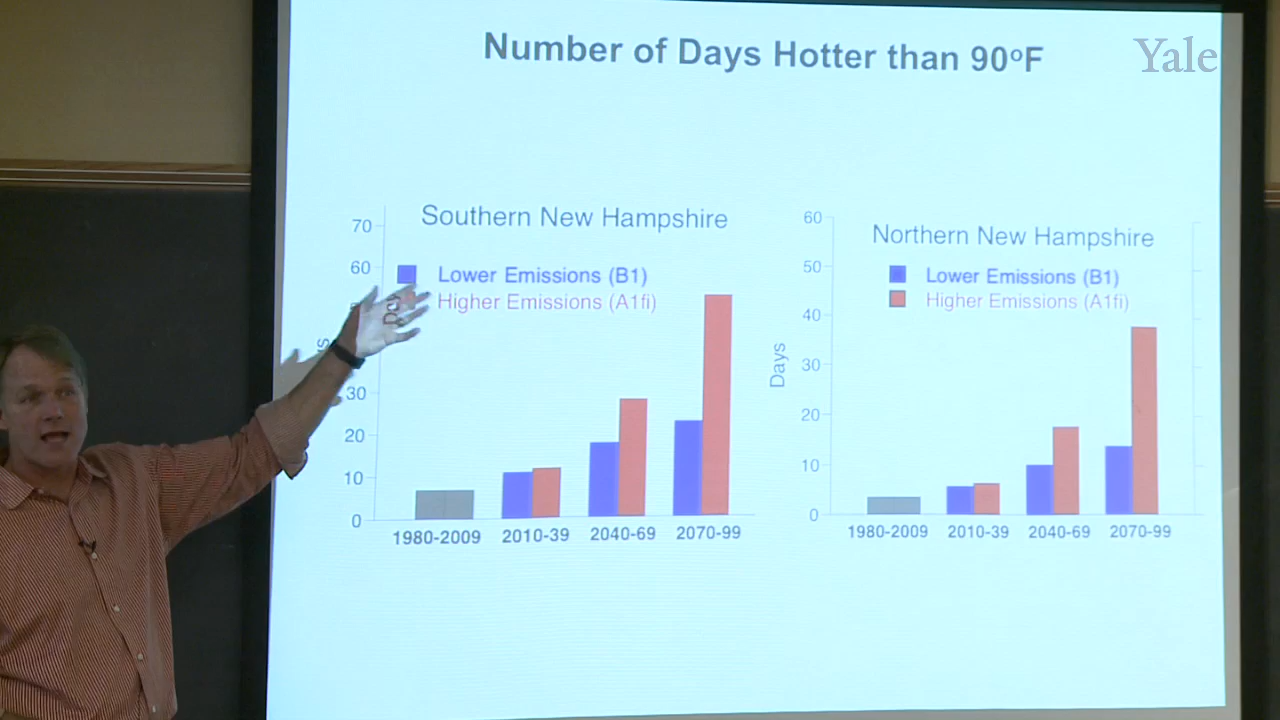 Number of Days Hotter than 90ºF
Yale
Southern New Hampshire
70
60
30
20
10
0
Lower Emissions (B1)
Higher Emissions (A1fi)
1980-2009
2010-39
2040-69
2070-99
Northern New Hampshire
60
50
40
30
20
10
0
Days
Lower Emissions (B1)
Higher Emissions (A1fi)
1980-2009
2010-39
2040-69
2070-99